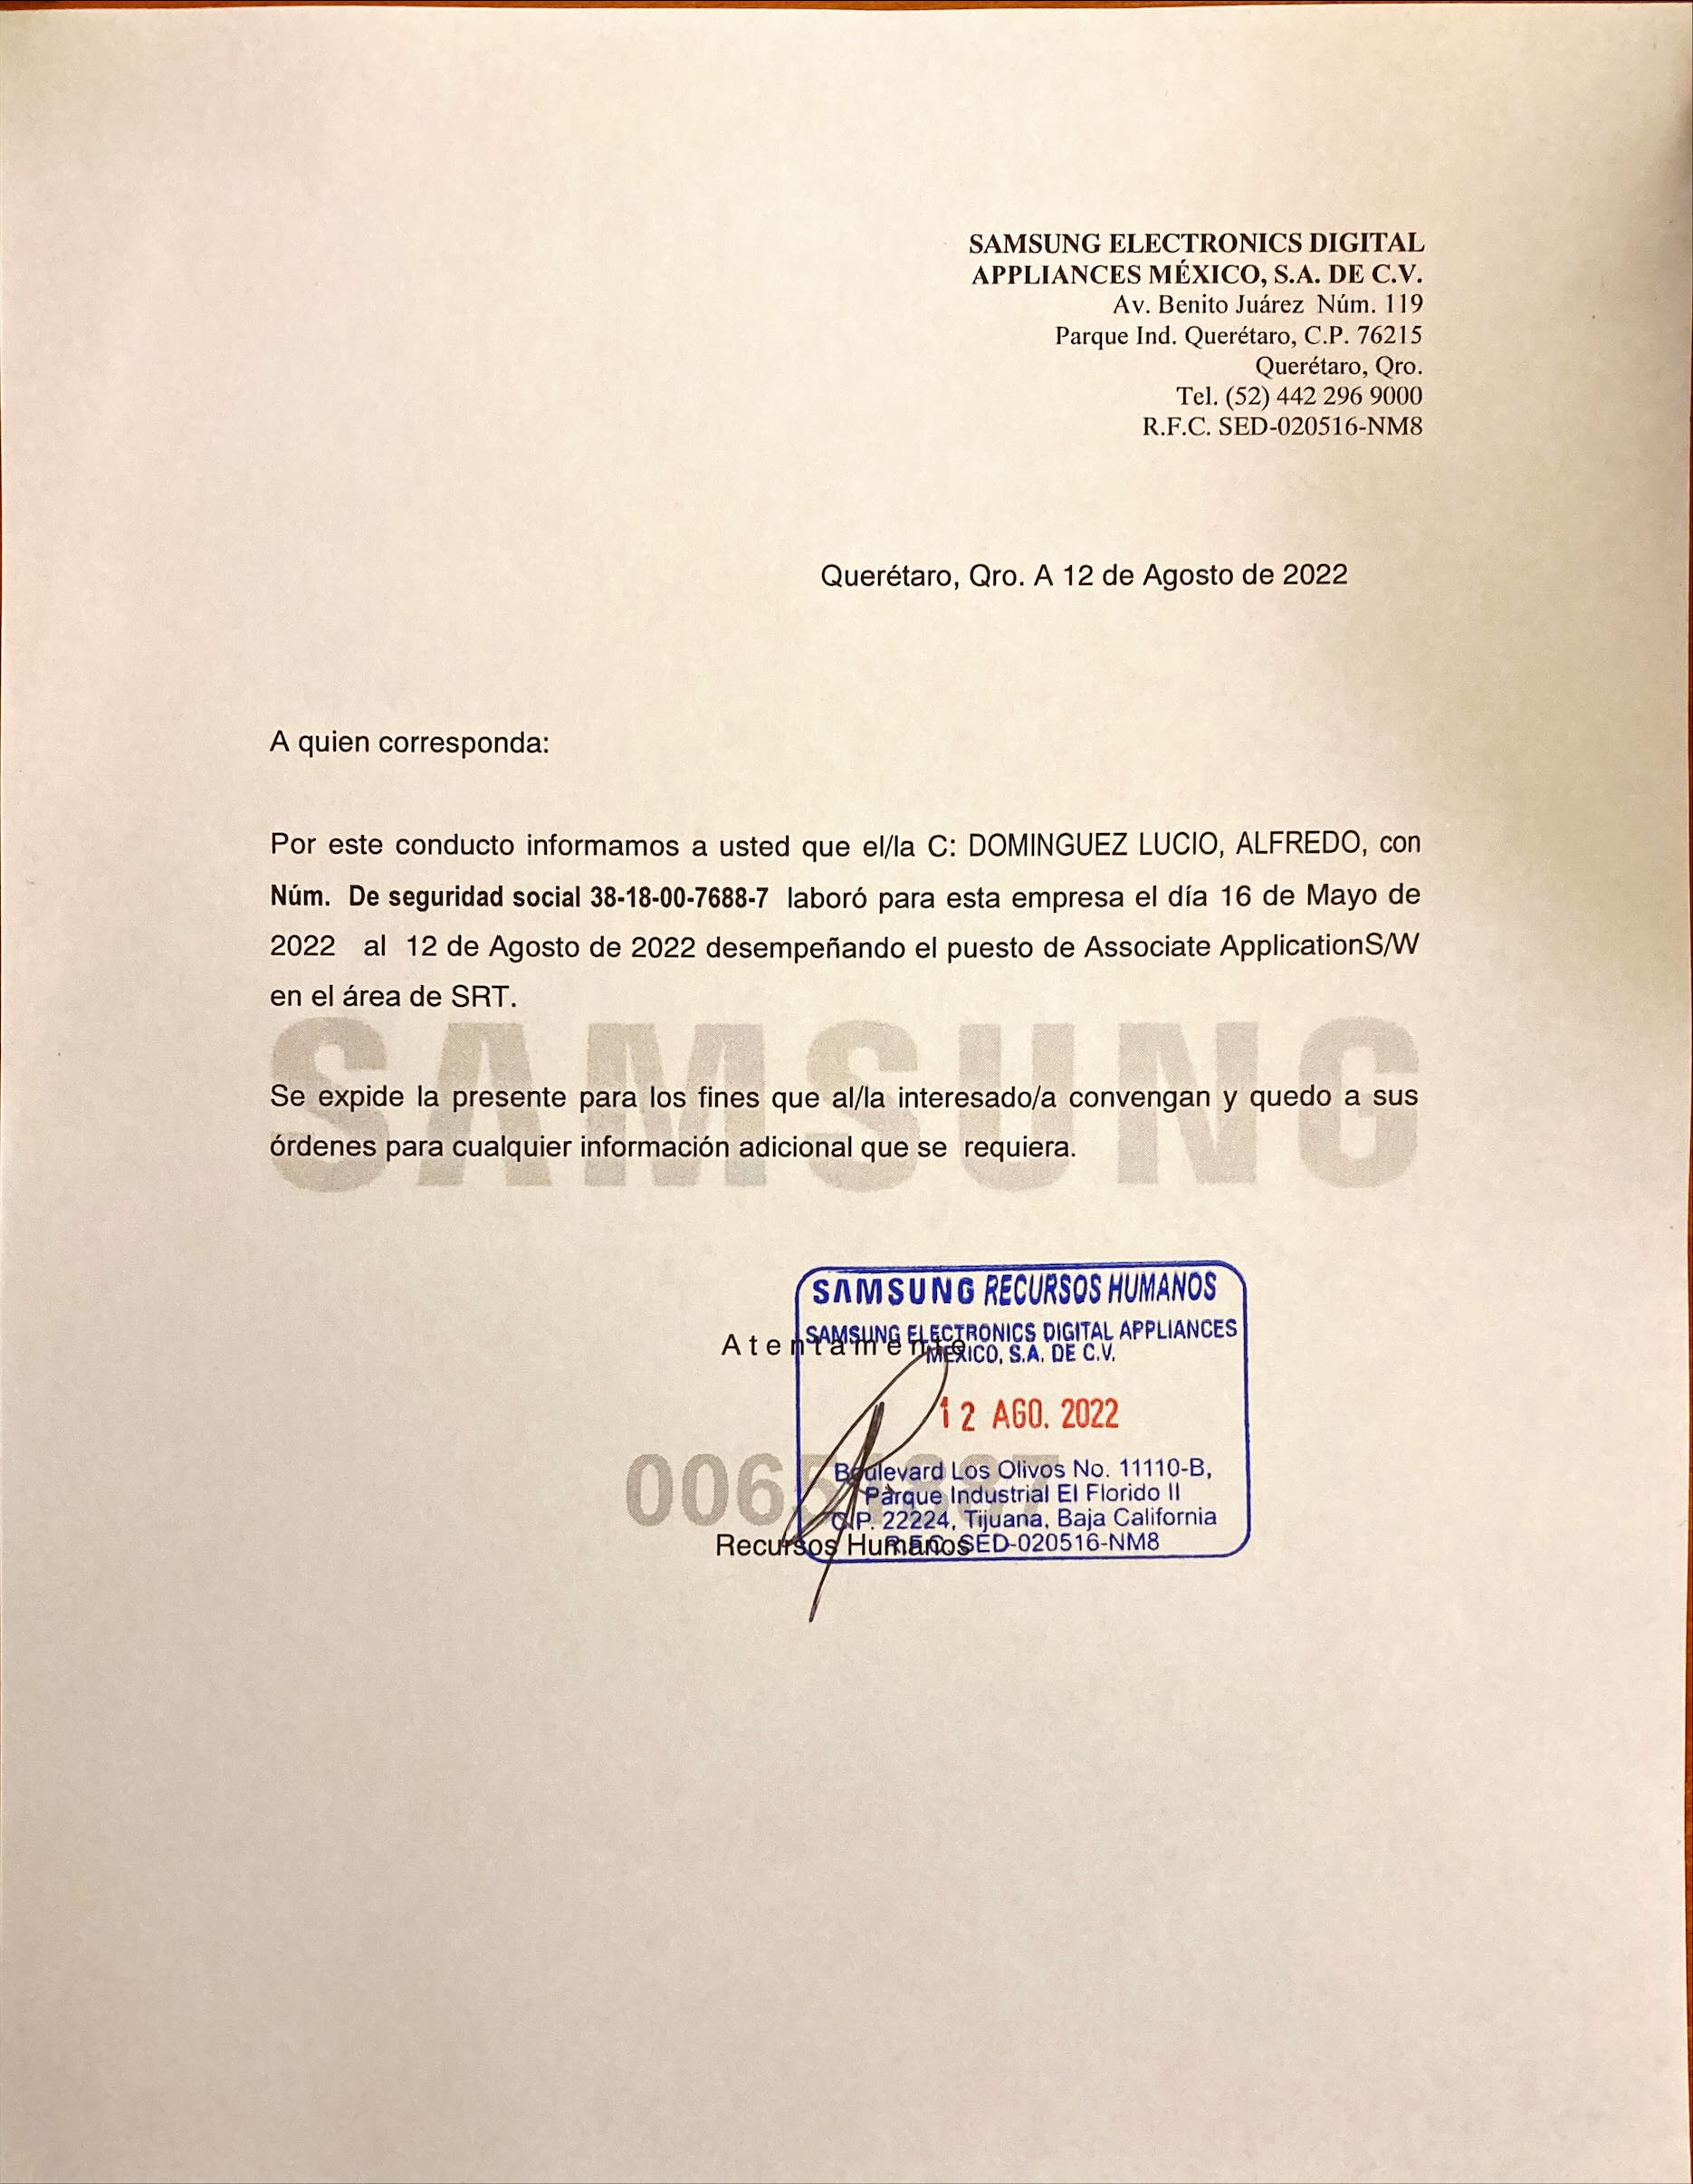 SAMSUNG ELECTRONICS DIGITAL
APPLIANCES MÉXICO, S.A. DE C.V.
Av. Benito Juárez Núm. 119
Parque Ind. Querétaro, C.P. 76215
Querétaro, Qro.
Tel. (52) 442 296 9000
R.F.C. SED-020516-NM8
Querétaro, Qro. A 12 de Agosto de 2022
A quien corresponda:
Por este conducto informamos a usted que el/la C: DOMINGUEZ LUCIO, ALFREDO, con
Núm. De seguridad social 38-18-00-7688-7 laboró para esta empresa el día 16 de Mayo de
2022 al 12 de Agosto de 2022 desempeñando el puesto de Associate ApplicationS/W
en el área de SRT.
SAMSUNG
Se expide la presente para los fines que al/la interesado/a convengan y quedo a sus
órdenes para cualquier información adicional que se requiera.
Atentamente
SAMSUNG RECURSOS HUMANOS
SAMSUNG ELECTRONICS DIGITAL APPLIANCES
MÉXICO, S.A. DE C.V.
12 AGO. 2022
Boulevard Los Olivos No. 11110-B,
Parque Industrial El Florido II
C.P. 22224, Tijuana, Baja California
R.F.C. SED-020516-NM8
Recursos Humanos